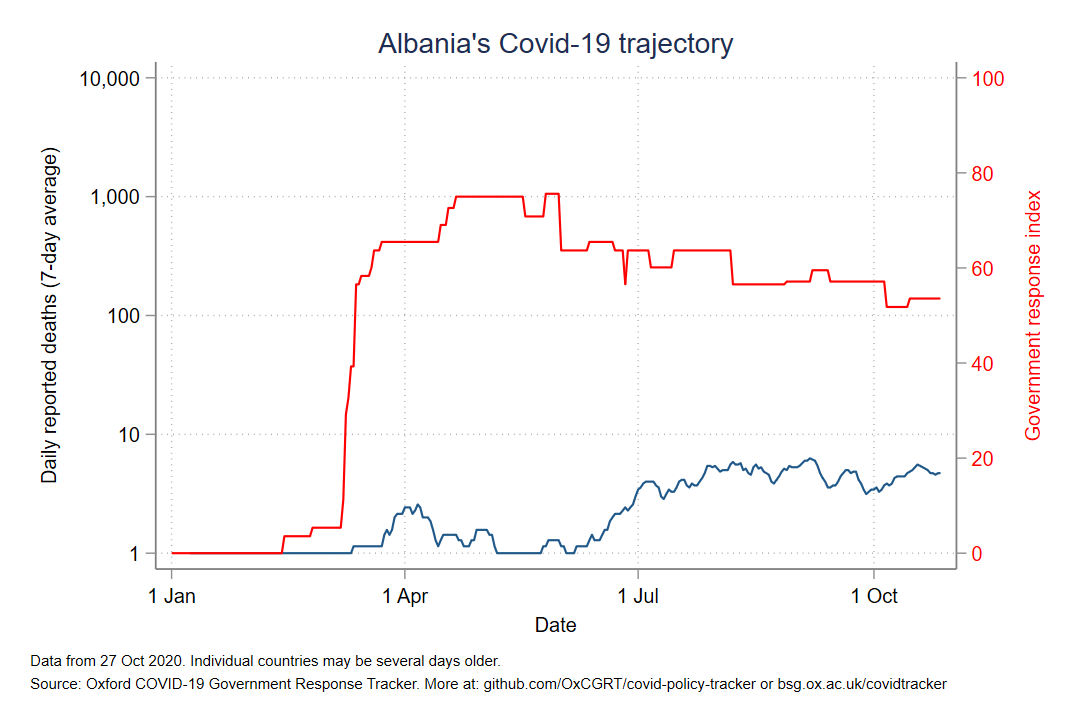 Albania's Covid-19 trajectory
10,000
1,000
100
10
1
Daily reported deaths (7-day average)
100
80
60
40
20
0
Government response index
1 Jan
1 Apr
1 Jul
1 Oct
Date
Data from 27 Oct 2020. Individual countries may be several days older.
Source: Oxford COVID-19 Government Response Tracker. More at: github.com/OxCGRT/covid-policy-tracker or bsg.ox.ac.uk/covidtracker